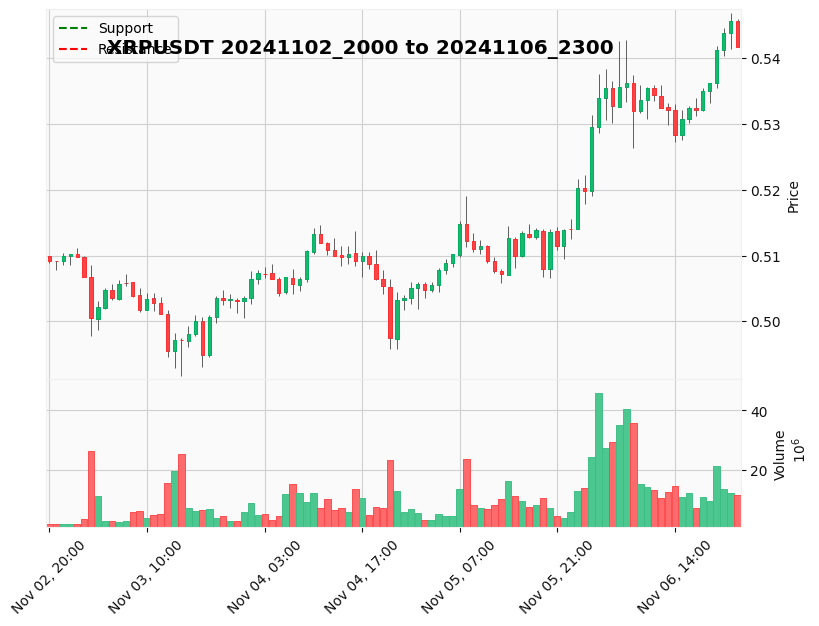 Support
Resistance
XRPUSDT 20241102_2000 to 20241106_2300
0.54
0.53
0.52
0.51
0.50
Price
40
20
Volume
10^6
Nov 02, 20:00
Nov 03, 10:00
Nov 04, 03:00
Nov 04, 17:00
Nov 05, 07:00
Nov 05, 21:00
Nov 06, 14:00